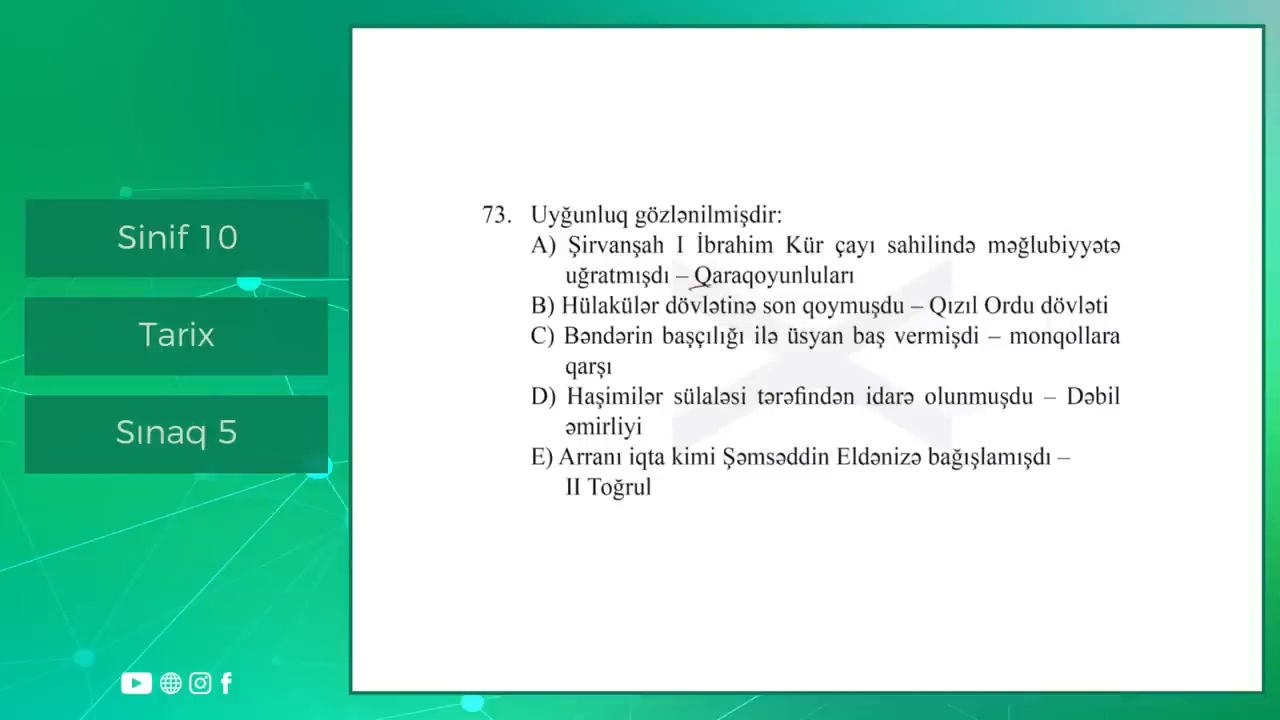 Sinif 10
Tarix
Sınaq 5
73. Uyğunluq gözlənilmişdir:
A) Şirvanşah I İbrahim Kür çayı sahilində məğlubiyyətə
uğratmışdı – Qaraqoyunluları
B) Hülakülər dövlətinə son qoymuşdu – Qızıl Ordu dövləti
C) Bəndərin başçılığı ilə üsyan baş vermişdi – monqollara
qarşı
D) Haşimilər sülaləsi tərəfindən idarə olunmuşdu – Dəbil
əmirliyi
E) Arranı iqta kimi Şəmsəddin Eldənizə bağışlamışdı –
II Toğrul